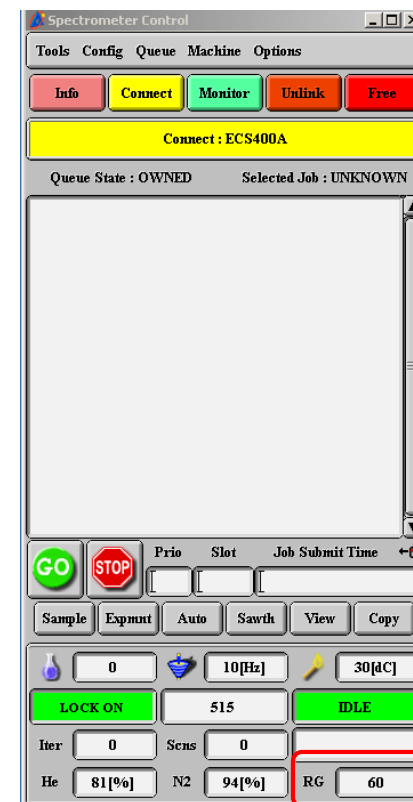 Spectrometer Control
Tools Config Queue Machine Options
Info Connect Monitor Unlink Free
Connect : ECS400A
Queue State : OWNED Selected Job : UNKNOWN
GO STOP Prio Slot Job Submit Time
Sample Expmnt Auto Sawth View Copy
0 10[Hz] 30[dC]
LOCK ON 515 IDLE
Iter 0 Scns 0
He 81[%] N2 94[%] RG 60